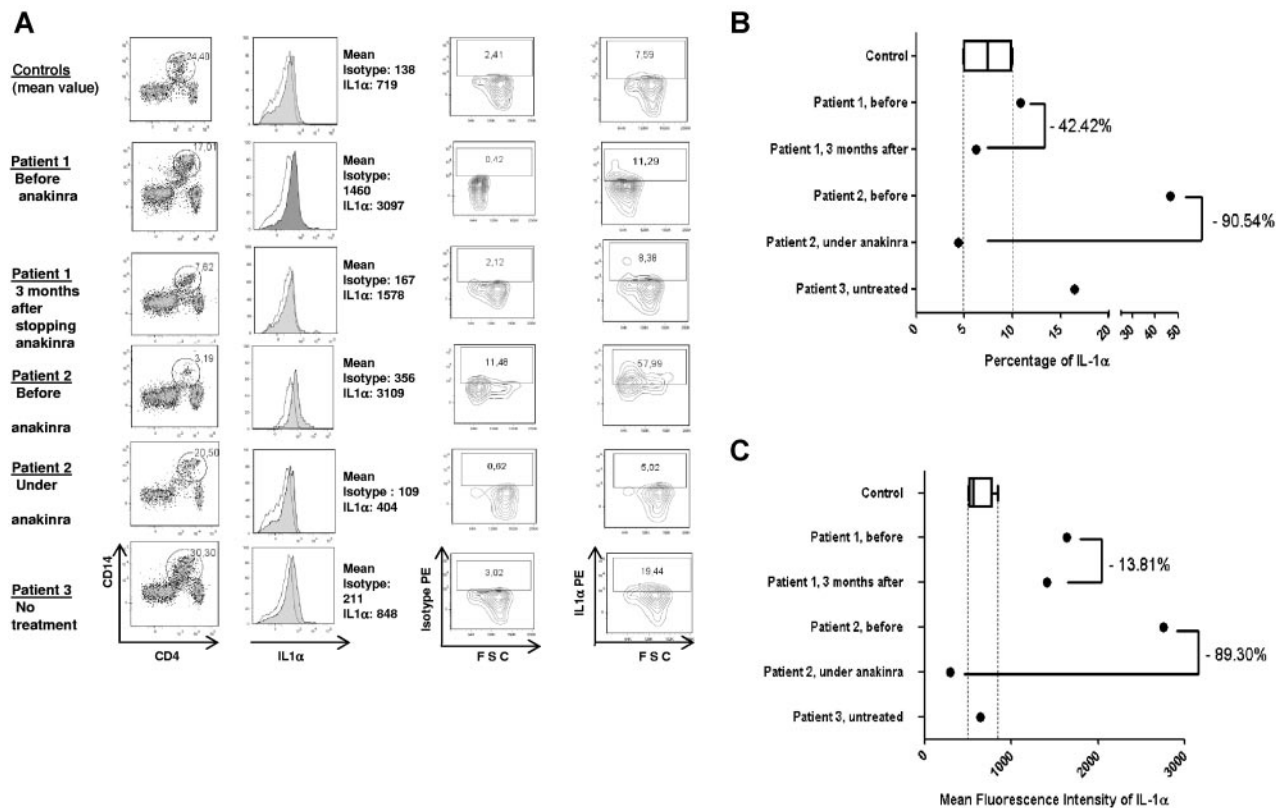 A
Controls
(mean value)
24,48
Mean
Isotype: 138
IL1α: 719
2,41
7,59
Patient 1
Before
anakinra
17,01
Mean
Isotype:
1460
IL1α: 3097
0,42
11,29
Patient 1
3 months
after
stopping
anakinra
7,62
Mean
Isotype: 167
IL1α: 1578
2,12
8,38
Patient 2
Before
anakinra
3,19
Mean
Isotype: 356
IL1α: 3109
11,48
57,99
Patient 2
Under
anakinra
20,50
Mean
Isotype : 109
IL1α: 404
0,62
5,02
Patient 3
No
treatment
30,30
Mean
Isotype:
211
IL1α: 848
3,02
19,44
CD14
CD4
IL1α
Isotype PE
F S C
IL1α PE
F S C
B
Control
Patient 1, before
Patient 1, 3 months after
Patient 2, before
Patient 2, under anakinra
Patient 3, untreated
- 42.42%
- 90.54%
0 5 10 15 20 30 40 50
Percentage of IL-1α
C
Control
Patient 1, before
Patient 1, 3 months after
Patient 2, before
Patient 2, under anakinra
Patient 3, untreated
- 13.81%
- 89.30%
0 1000 2000 3000
Mean Fluorescence Intensity of IL-1α